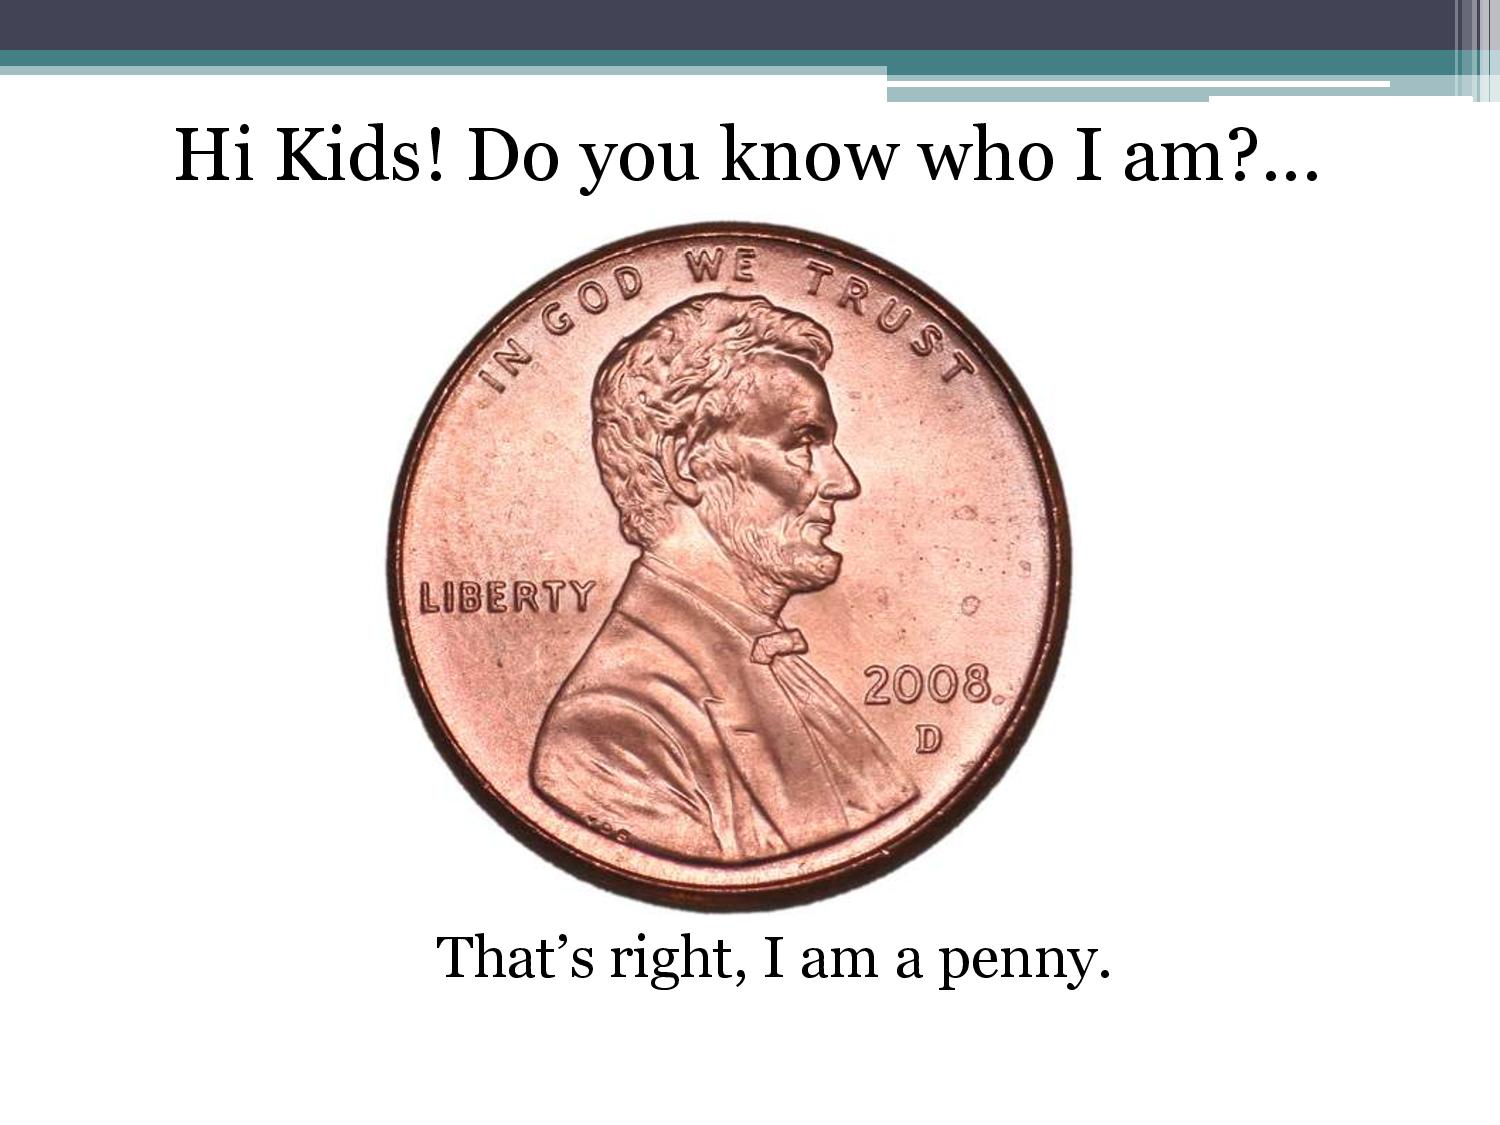 Hi Kids! Do you know who I am?...
IN GOD WE TRUST
LIBERTY
2008
D
That’s right, I am a penny.